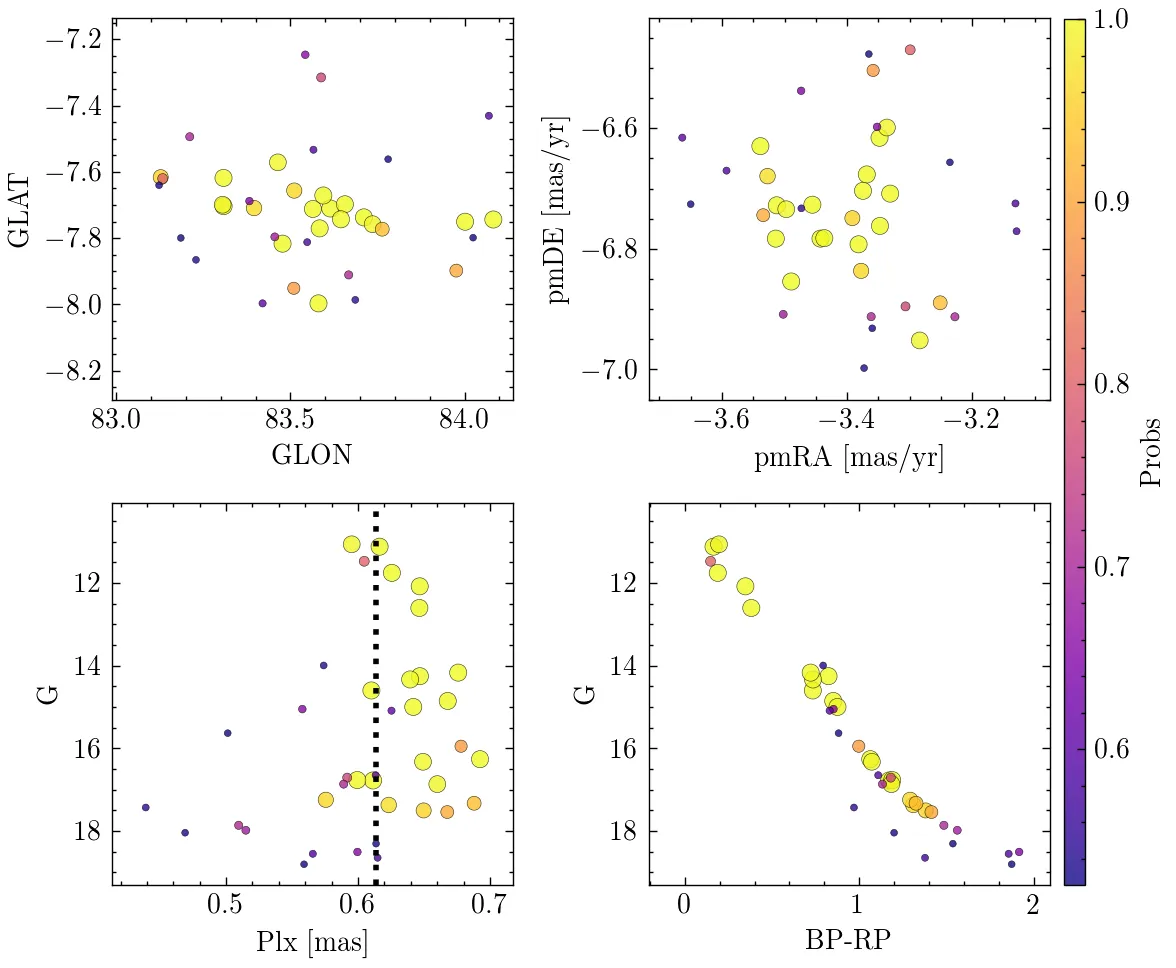 −7.2
−7.4
−7.6
−7.8
−8.0
−8.2
GLAT
83.0 83.5 84.0
GLON
−6.6
−6.8
−7.0
pmDE [mas/yr]
−3.6 −3.4 −3.2
pmRA [mas/yr]
12
14
16
18
G
0.5 0.6 0.7
Plx [mas]
12
14
16
18
G
0 1 2
BP-RP
1.0
0.9
0.8
0.7
0.6
Probs